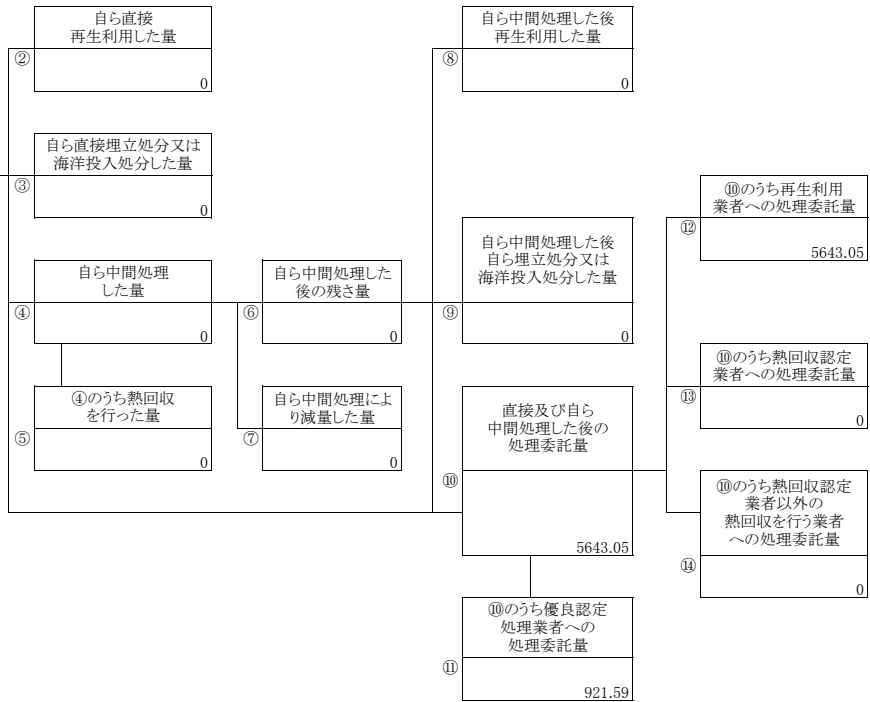 自ら直接
再生利用した量
②
0
自ら直接埋立処分又は
海洋投入処分した量
③
0
自ら中間処理
した量
④
0
④のうち熱回収
を行った量
⑤
0
自ら中間処理した
後の残さ量
⑥
0
自ら中間処理によ
り減量した量
⑦
0
自ら中間処理した後
再生利用した量
⑧
0
自ら中間処理した後
自ら埋立処分又は
海洋投入処分した量
⑨
0
直接及び自ら
中間処理した後の
処理委託量
⑩
5643.05
⑩のうち優良認定
処理業者への
処理委託量
⑪
921.59
⑩のうち再生利用
業者への処理委託量
⑫
5643.05
⑩のうち熱回収認定
業者への処理委託量
⑬
0
⑩のうち熱回収認定
業者以外の
熱回収を行う業者
への処理委託量
⑭
0